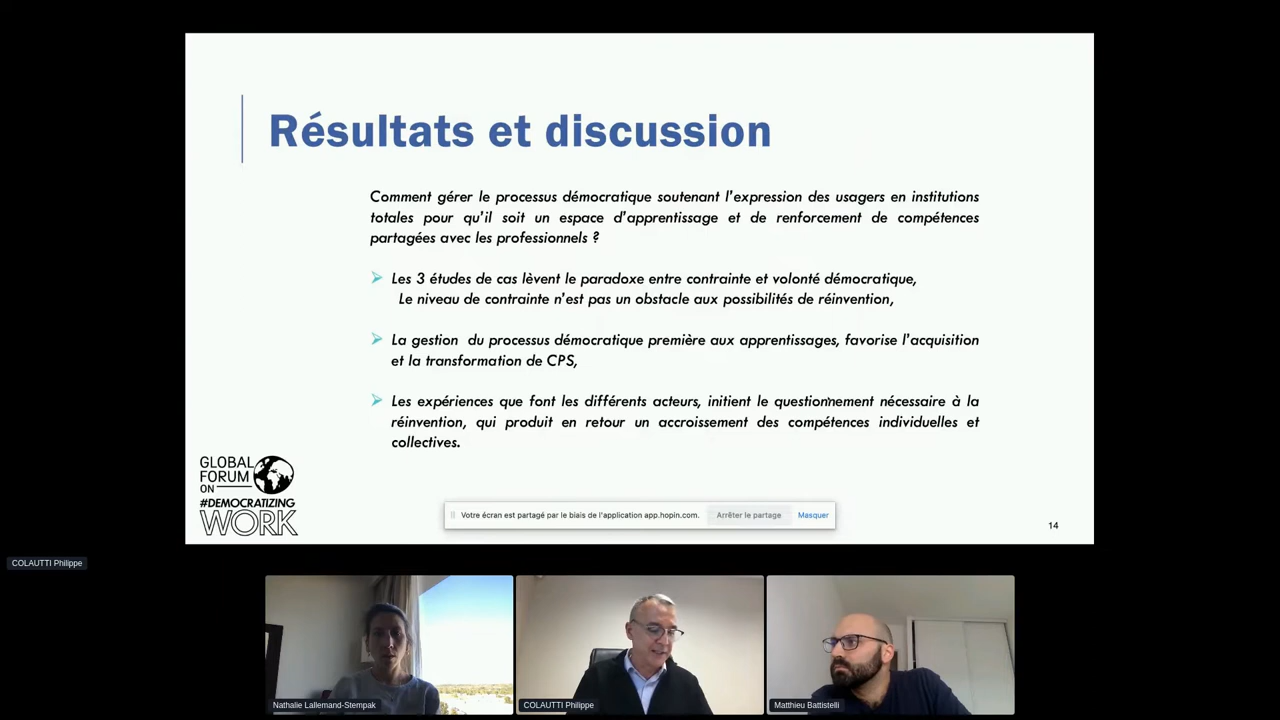 Résultats et discussion
Comment gérer le processus démocratique soutenant l'expression des usagers en institutions
totales pour qu'il soit un espace d'apprentissage et de renforcement de compétences
partagées avec les professionnels ?
Les 3 études de cas lèvent le paradoxe entre contrainte et volonté démocratique,
Le niveau de contrainte n'est pas un obstacle aux possibilités de réinvention,
La gestion du processus démocratique première aux apprentissages, favorise l'acquisition
et la transformation de CPS,
Les expériences que font les différents acteurs, initient le questionnement nécessaire à la
réinvention, qui produit en retour un accroissement des compétences individuelles et
collectives.
GLOBAL
FORUM
ON
#DEMOCRATIZING
WORK
Votre écran est partagé par le biais de l'application app.hopin.com. Arrêter le partage Masquer
14
COLAUTTI Philippe
Nathalie Lallemand-Stempak
COLAUTTI Philippe
Matthieu Battistelli